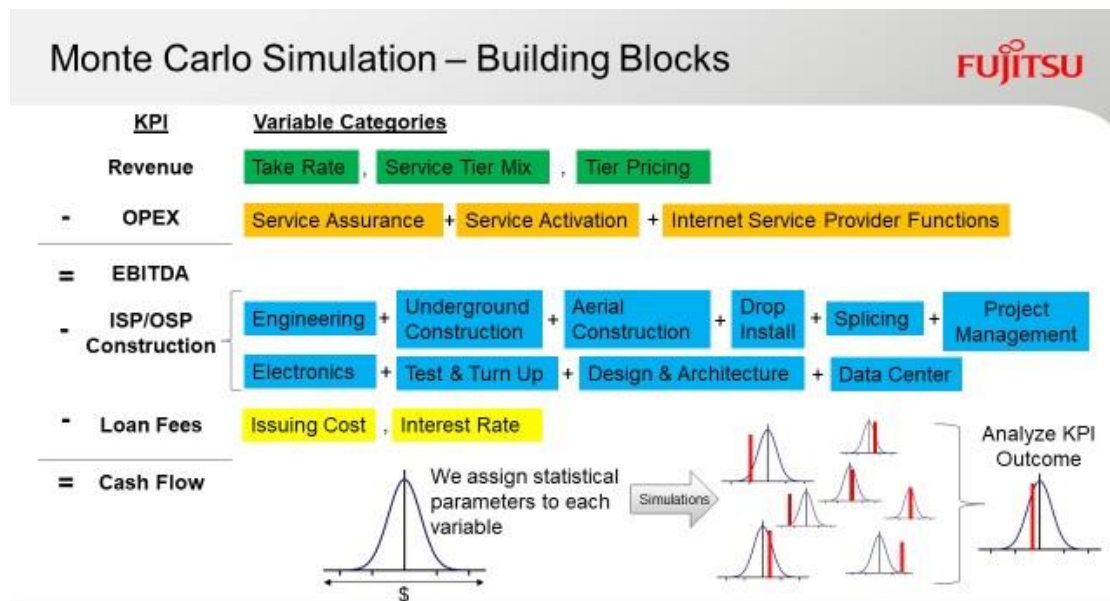 Monte Carlo Simulation – Building Blocks
FUJITSU
KPI Variable Categories
Revenue Take Rate , Service Tier Mix , Tier Pricing
- OPEX Service Assurance + Service Activation + Internet Service Provider Functions
= EBITDA
- ISP/OSP Construction
Engineering + Underground Construction + Aerial Construction + Drop Install + Splicing + Project Management
Electronics + Test & Turn Up + Design & Architecture + Data Center
- Loan Fees Issuing Cost , Interest Rate
= Cash Flow
We assign statistical
parameters to each
variable
$
Simulations
Analyze KPI
Outcome